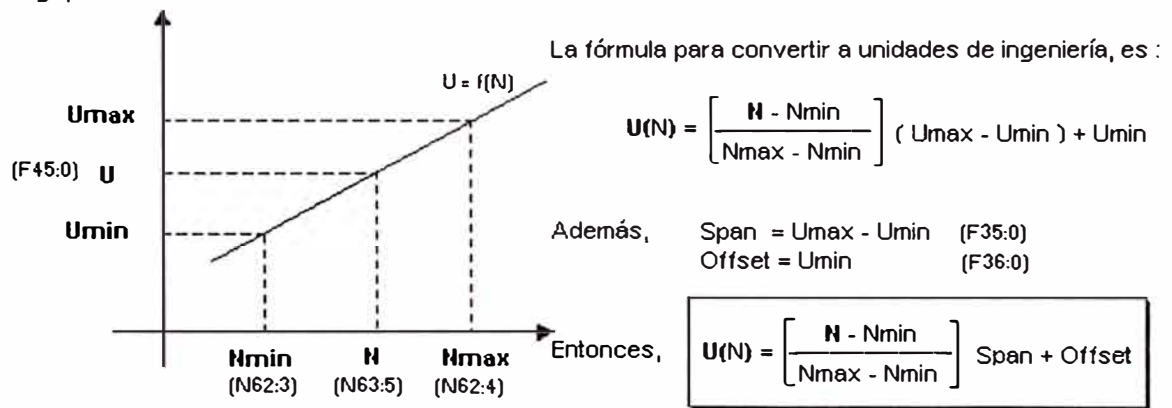 La fórmula para convertir a unidades de ingeniería, es :
U = f(N)
Umax
(F45:0) U
Umin
Nmin N Nmax
(N62:3) (N63:5) (N62:4)
U(N) = [ N - Nmin / Nmax - Nmin ] ( Umax - Umin ) + Umin
Además, Span = Umax - Umin (F35:0)
Offset = Umin (F36:0)
Entonces, U(N) = [ N - Nmin / Nmax - Nmin ] Span + Offset